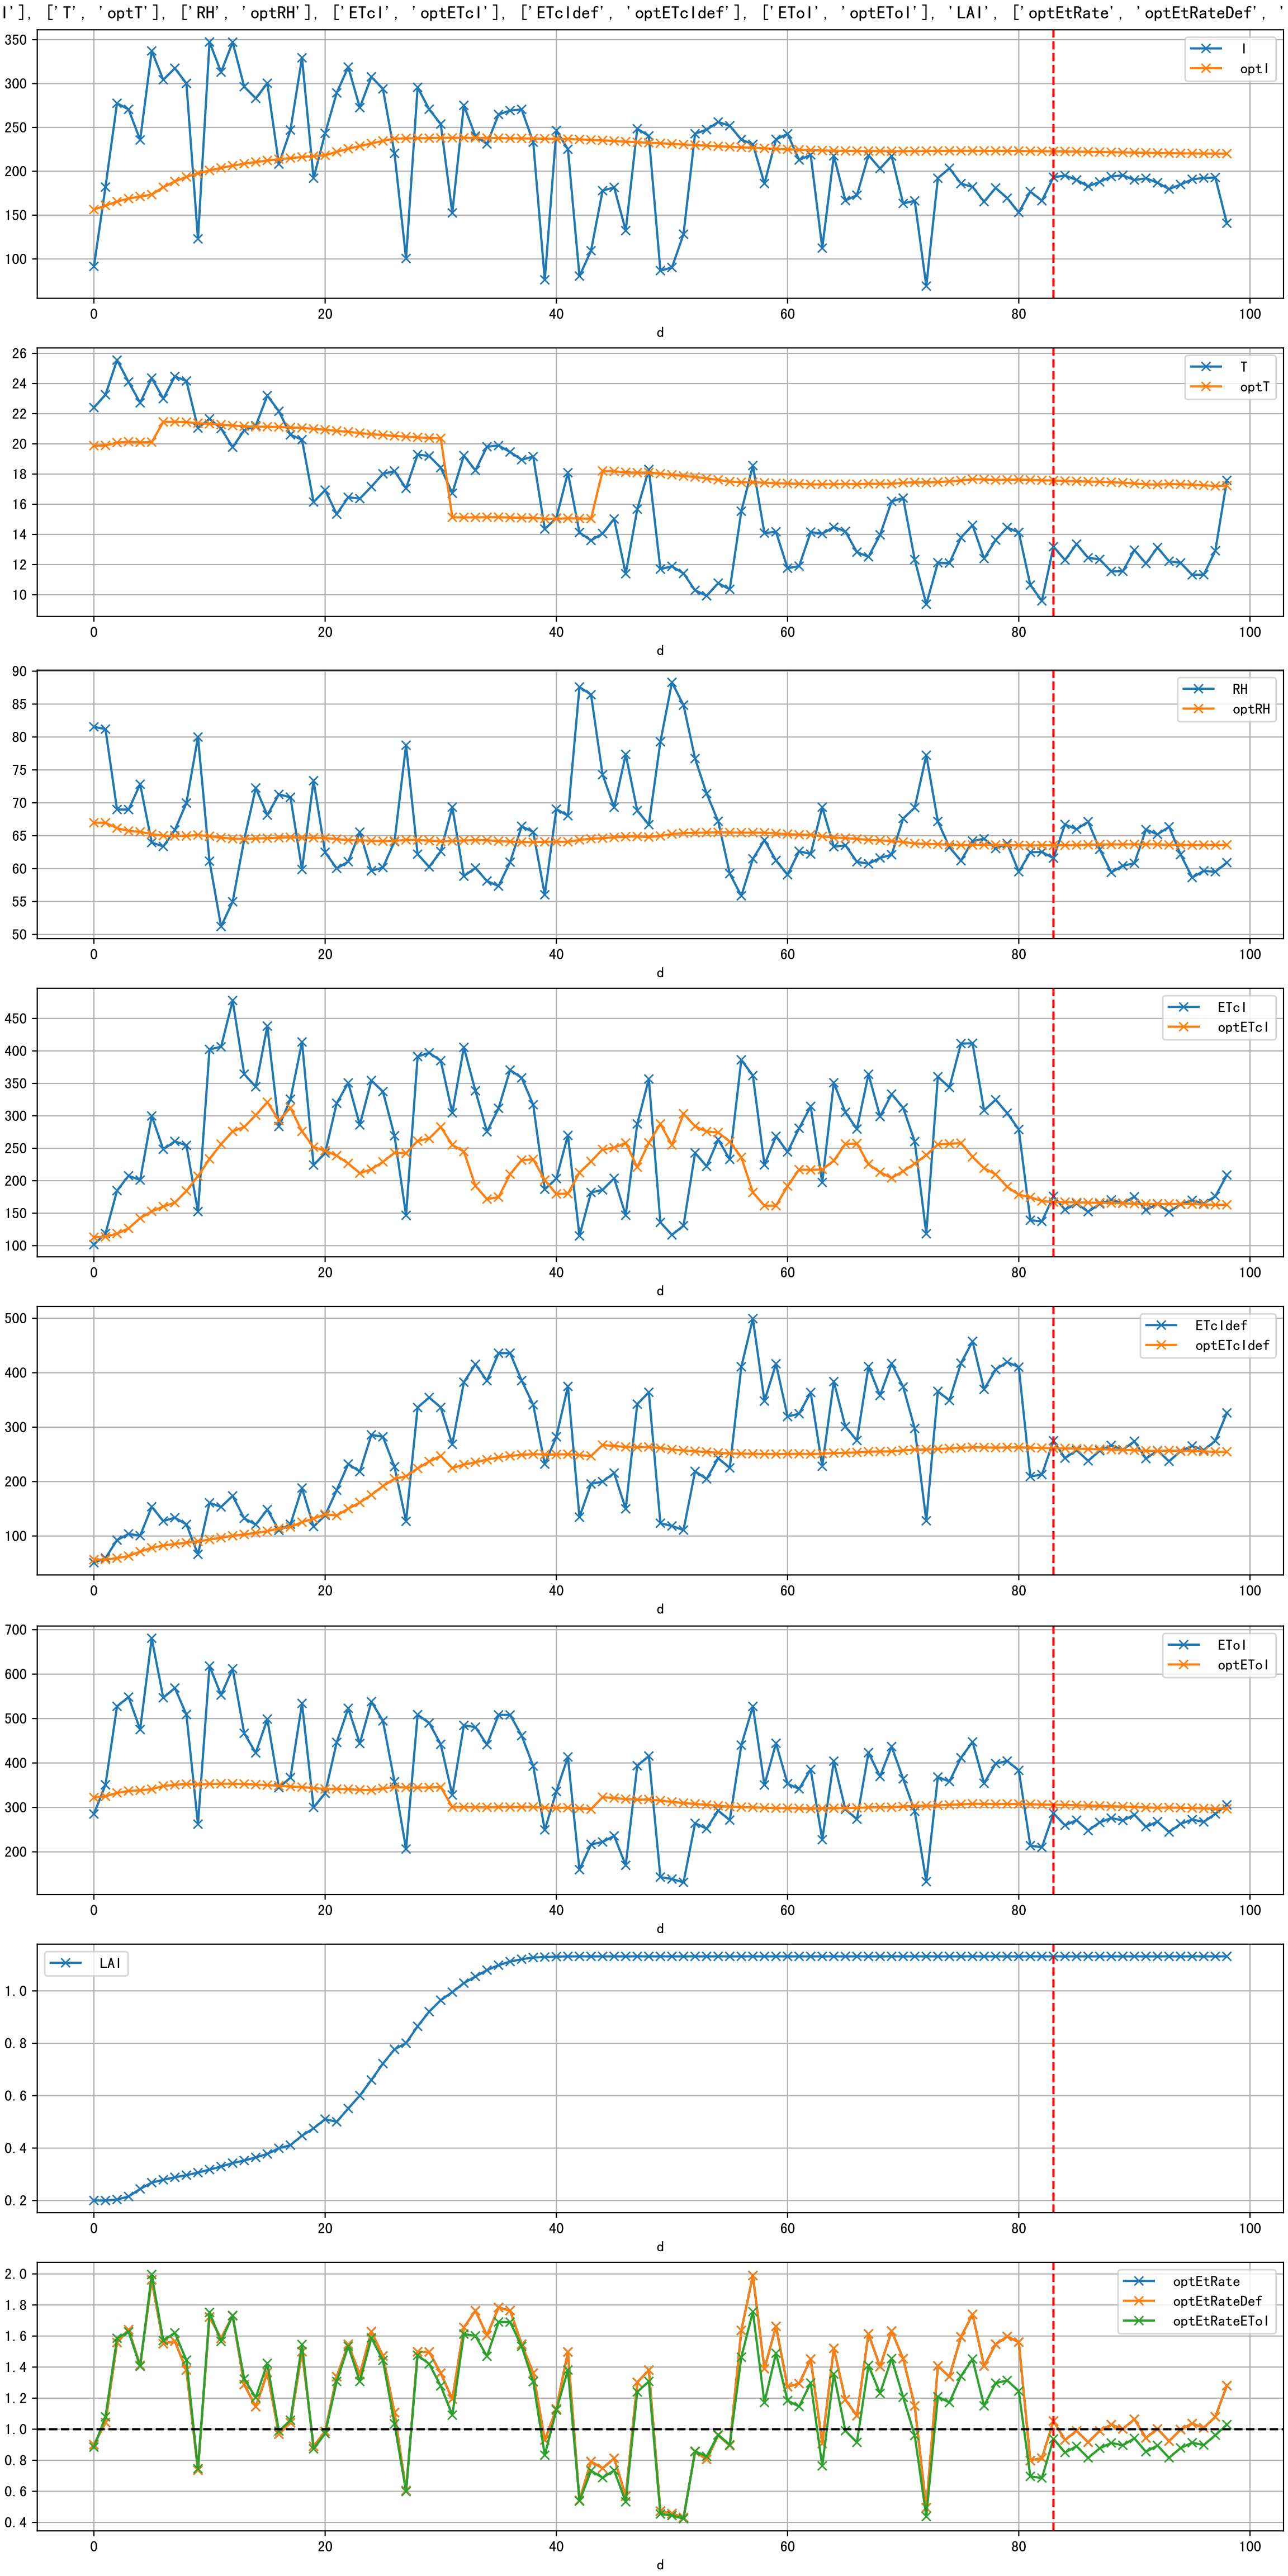 I'], ['T', 'optT'], ['RH', 'optRH'], ['ETcI', 'optETcI'], ['ETcIdef', 'optETcIdef'], ['EToI', 'optEToI'], 'LAI', ['optEtRate', 'optEtRateDef', '
350
300
250
200
150
100
I
optI
0 20 40 60 80 100
d
26
24
22
20
18
16
14
12
10
T
optT
0 20 40 60 80 100
d
90
85
80
75
70
65
60
55
50
RH
optRH
0 20 40 60 80 100
d
450
400
350
300
250
200
150
100
ETcI
optETcI
0 20 40 60 80 100
d
500
400
300
200
100
ETcIdef
optETcIdef
0 20 40 60 80 100
d
700
600
500
400
300
200
EToI
optEToI
0 20 40 60 80 100
d
1.0
0.8
0.6
0.4
0.2
LAI
0 20 40 60 80 100
d
2.0
1.8
1.6
1.4
1.2
1.0
0.8
0.6
0.4
optEtRate
optEtRateDef
optEtRateEToI
0 20 40 60 80 100
d